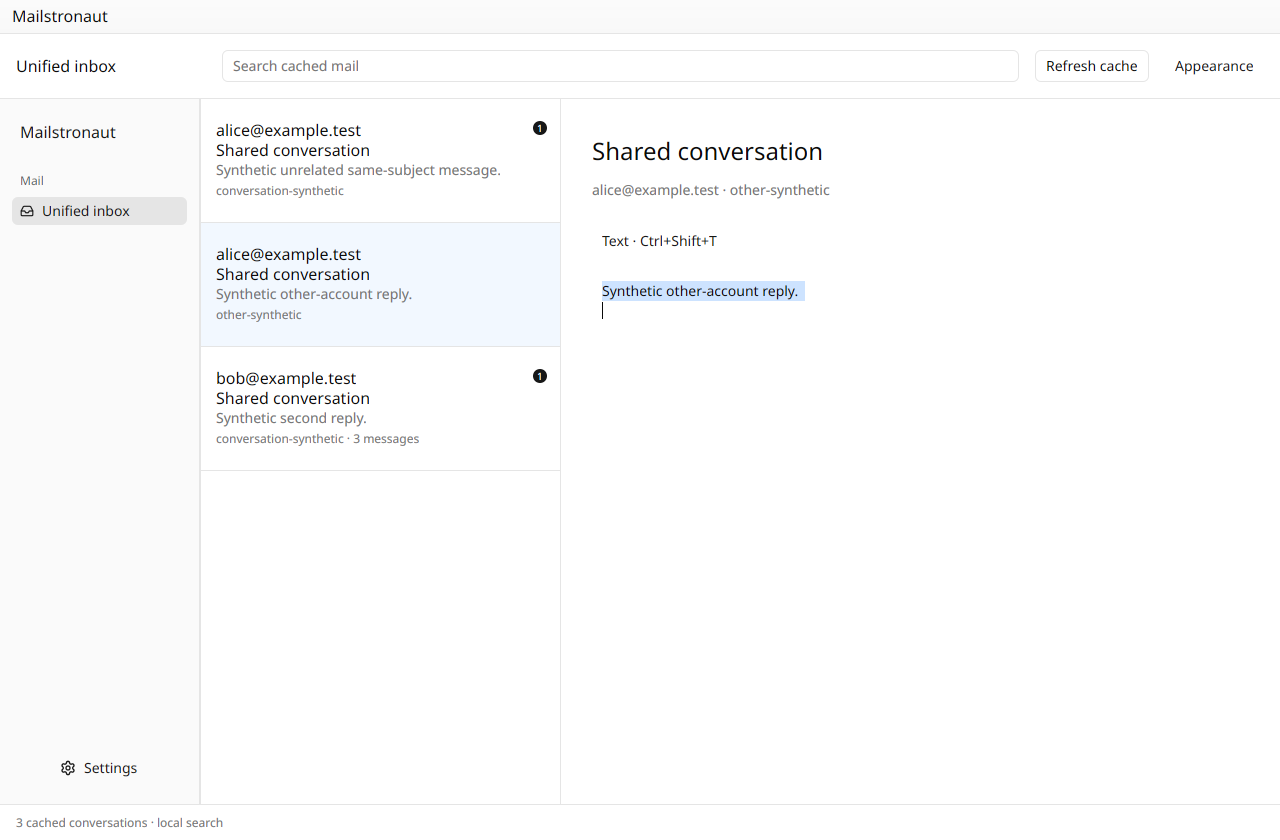 Mailstronaut
Unified inbox
Search cached mail
Refresh cache
Appearance
Mailstronaut
Mail
Unified inbox
Settings
alice@example.test
1
Shared conversation
Synthetic unrelated same-subject message.
conversation-synthetic
alice@example.test
Shared conversation
Synthetic other-account reply.
other-synthetic
bob@example.test
1
Shared conversation
Synthetic second reply.
conversation-synthetic · 3 messages
Shared conversation
alice@example.test · other-synthetic
Text · Ctrl+Shift+T
Synthetic other-account reply.
3 cached conversations · local search